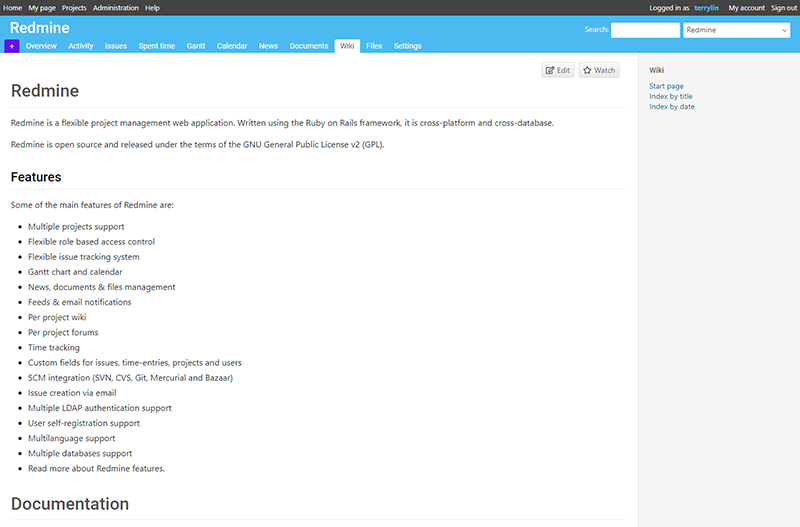 Home My page Projects Administration Help Logged in as terrylin My account Sign out
Redmine Search: Redmine
+ Overview Activity Issues Spent time Gantt Calendar News Documents Wiki Files Settings
Edit Watch
Redmine
Redmine is a flexible project management web application. Written using the Ruby on Rails framework, it is cross-platform and cross-database.
Redmine is open source and released under the terms of the GNU General Public License v2 (GPL).
Features
Some of the main features of Redmine are:
Multiple projects support
Flexible role based access control
Flexible issue tracking system
Gantt chart and calendar
News, documents & files management
Feeds & email notifications
Per project wiki
Per project forums
Time tracking
Custom fields for issues, time-entries, projects and users
SCM integration (SVN, CVS, Git, Mercurial and Bazaar)
Issue creation via email
Multiple LDAP authentication support
User self-registration support
Multilanguage support
Multiple databases support
Read more about Redmine features.
Documentation
Wiki
Start page
Index by title
Index by date